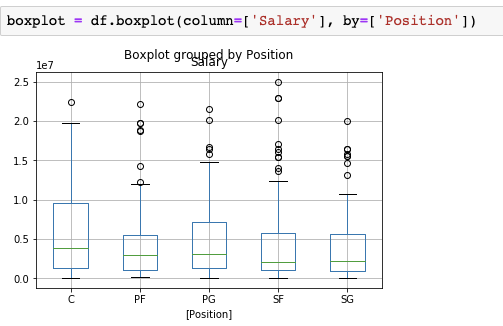 boxplot = df.boxplot(column=['Salary'], by=['Position'])
Boxplot grouped by Position
Salary
1e7
2.5
2.0
1.5
1.0
0.5
0.0
C PF PG SF SG
[Position]